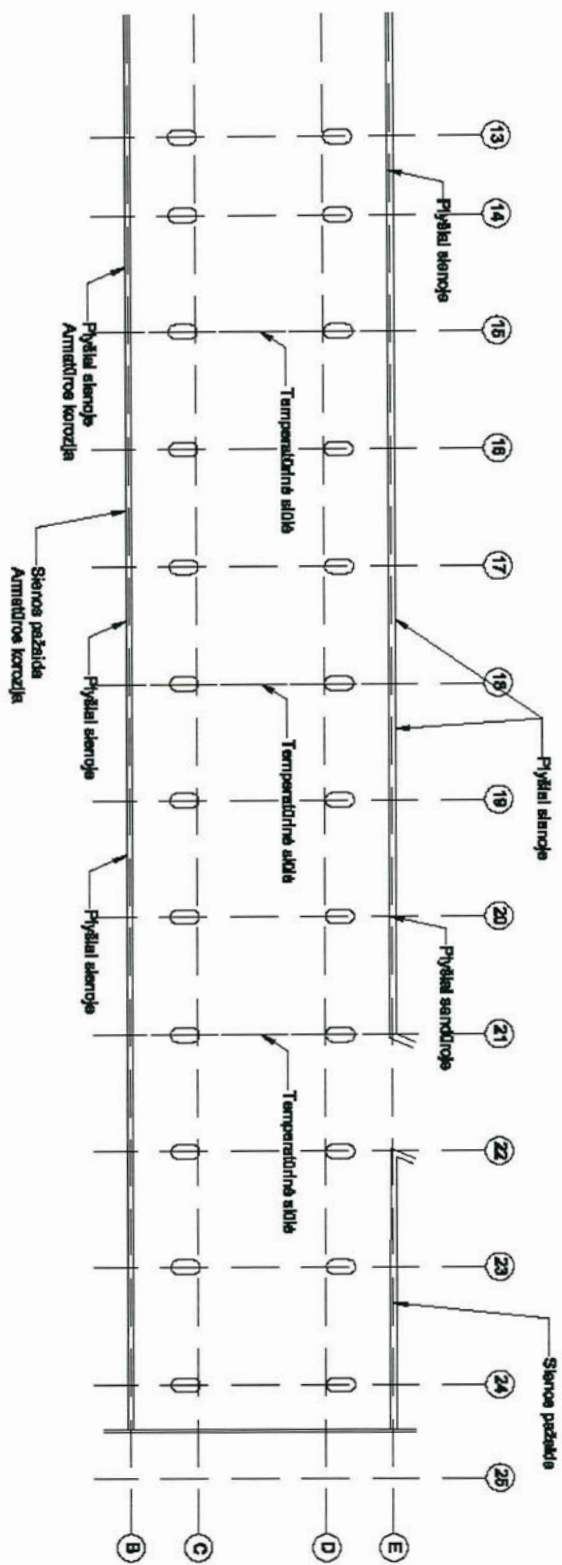 13
14
15
16
17
18
19
20
21
22
23
24
25
Plyšiai sienoje
Plyšiai sienoje
Plyšiai sandūroje
Sienos pažaida
Temperatūrinė siūlė
Temperatūrinė siūlė
Temperatūrinė siūlė
Plyšiai sienoje
Armatūros korozija
Sienos pažaida
Armatūros korozija
Plyšiai sienoje
Plyšiai sienoje
B
C
D
E